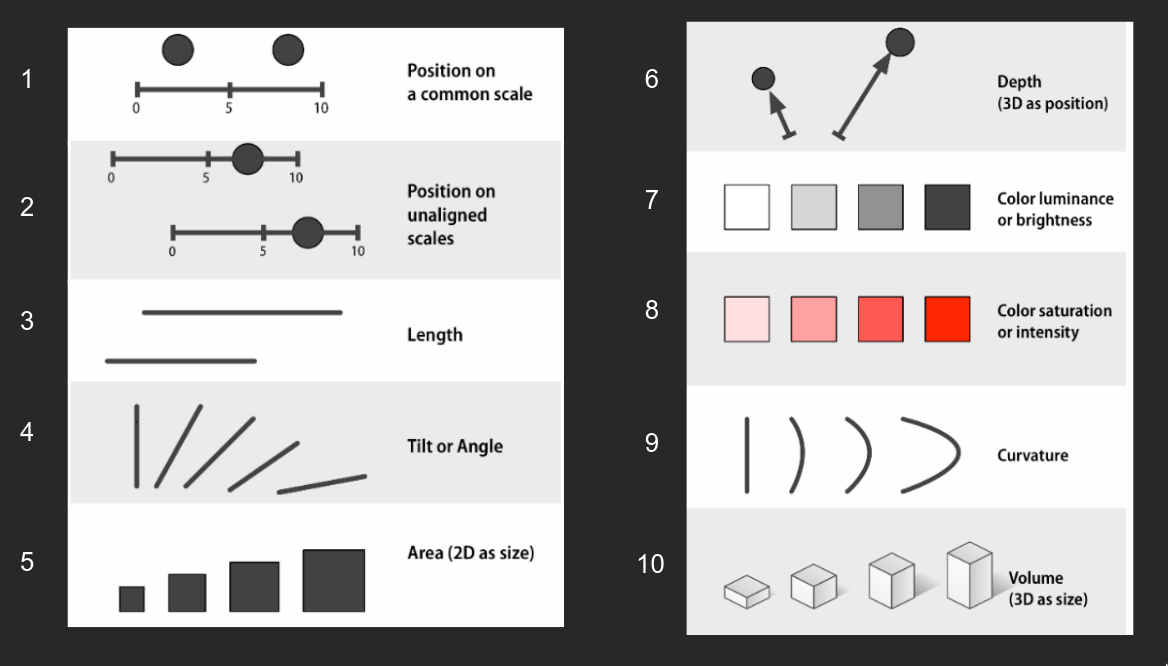 1
Position on
a common scale
0 5 10
2
0 5 10
Position on
unaligned
scales
0 5 10
3
Length
4
Tilt or Angle
5
Area (2D as size)
6
Depth
(3D as position)
7
Color luminance
or brightness
8
Color saturation
or intensity
9
Curvature
10
Volume
(3D as size)